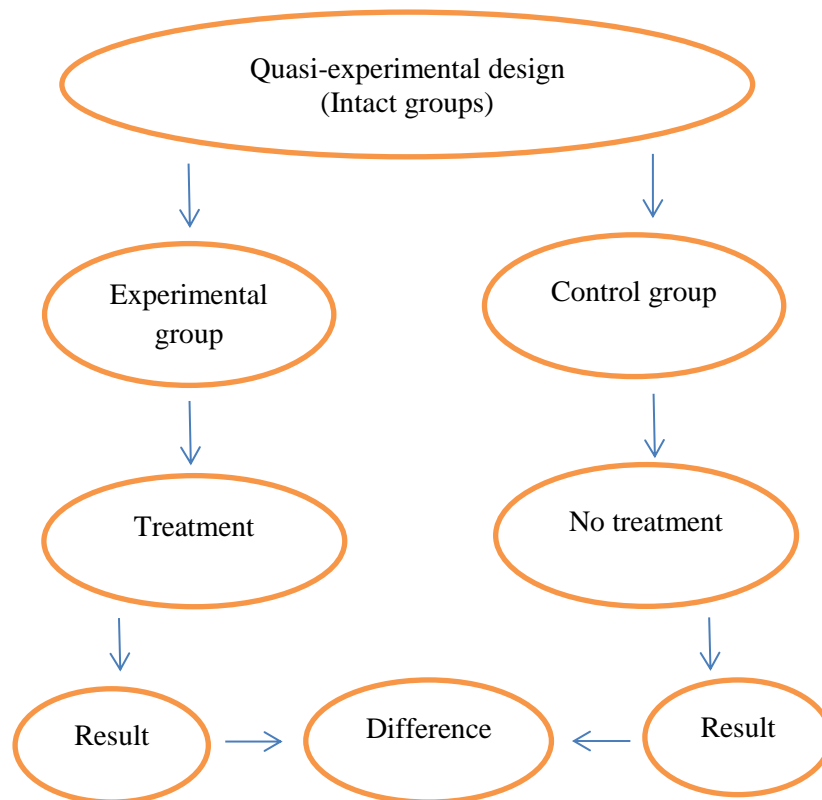 Quasi-experimental design
(Intact groups)
Experimental
group
Control group
Treatment
No treatment
Result
Difference
Result